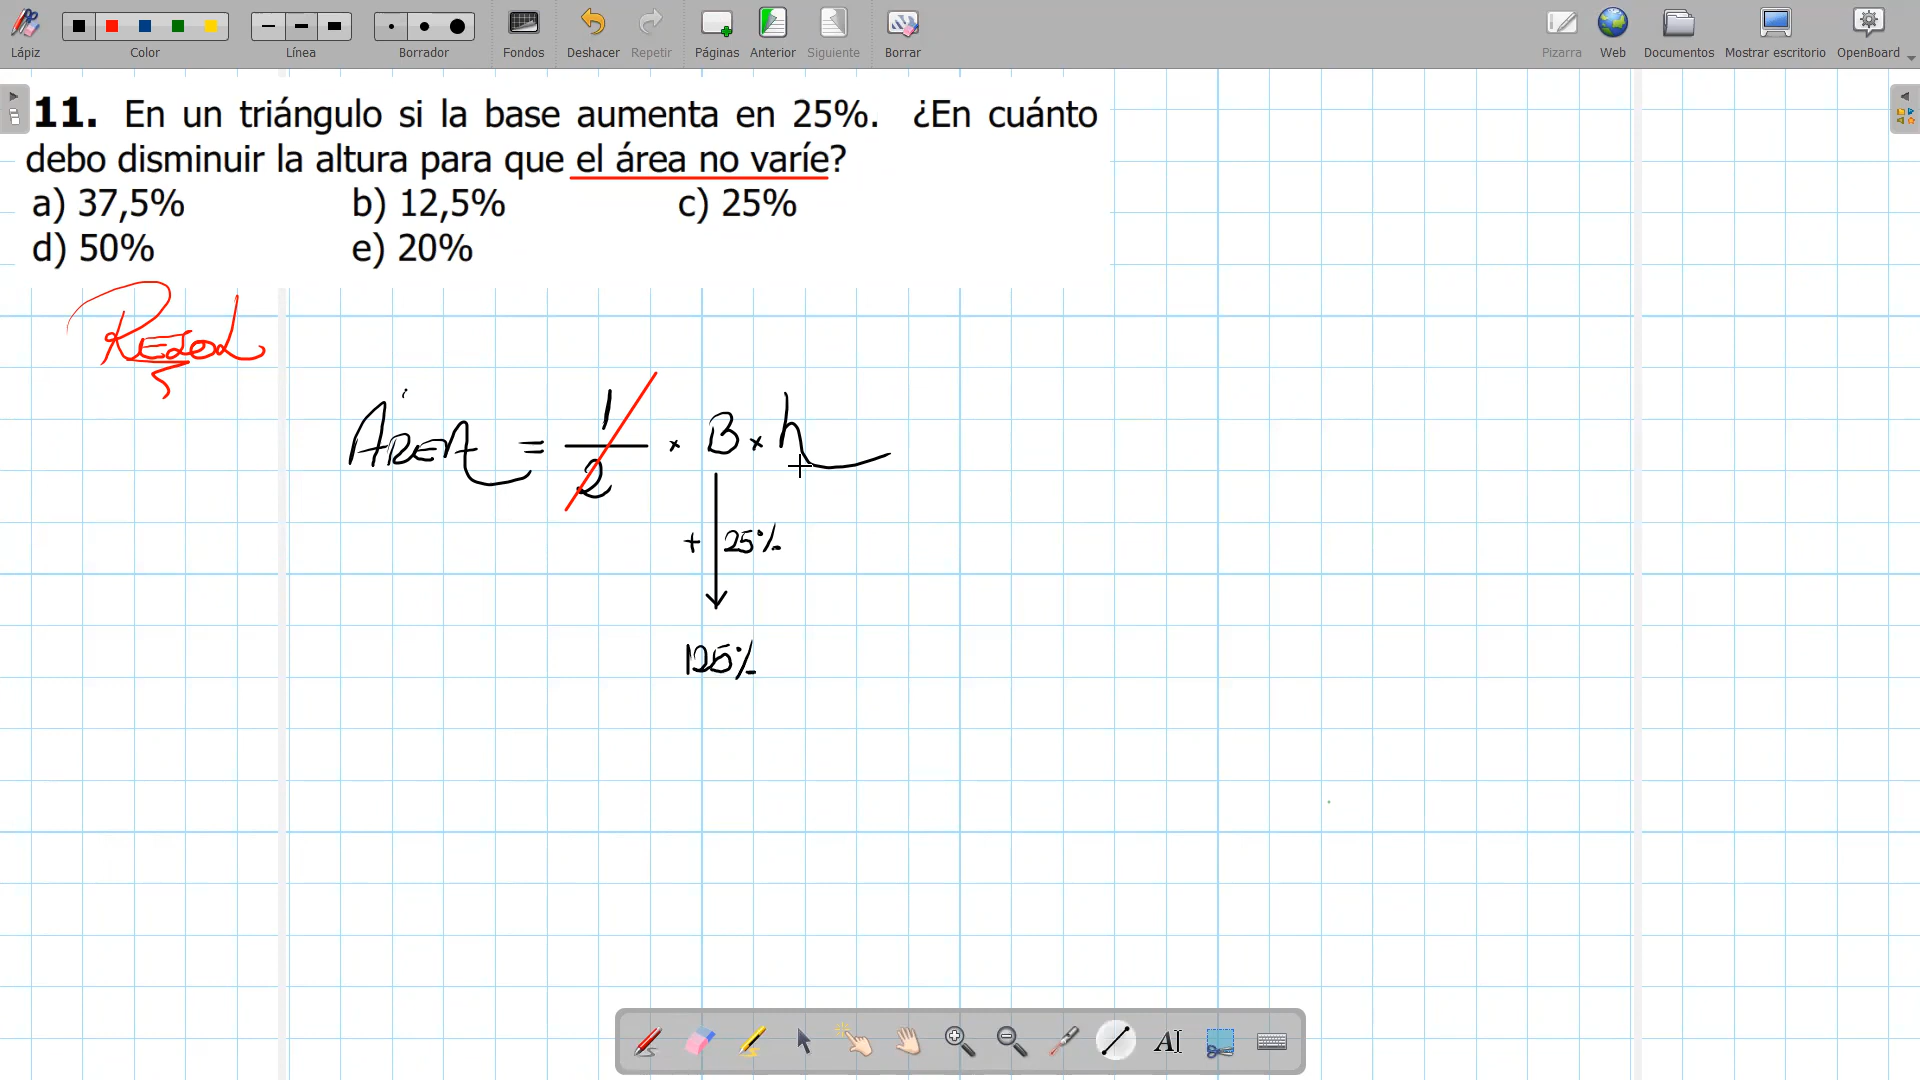 Lápiz
Color
Línea
Borrador
Fondos
Deshacer
Repetir
Páginas
Anterior
Siguiente
Borrar
Pizarra
Web
Documentos
Mostrar escritorio
OpenBoard
11. En un triángulo si la base aumenta en 25%. ¿En cuánto
debo disminuir la altura para que el área no varíe?
a) 37,5% b) 12,5% c) 25%
d) 50% e) 20%
RESOL
ÁREA = 1/2 × B × h
+ 25%
125%
AI